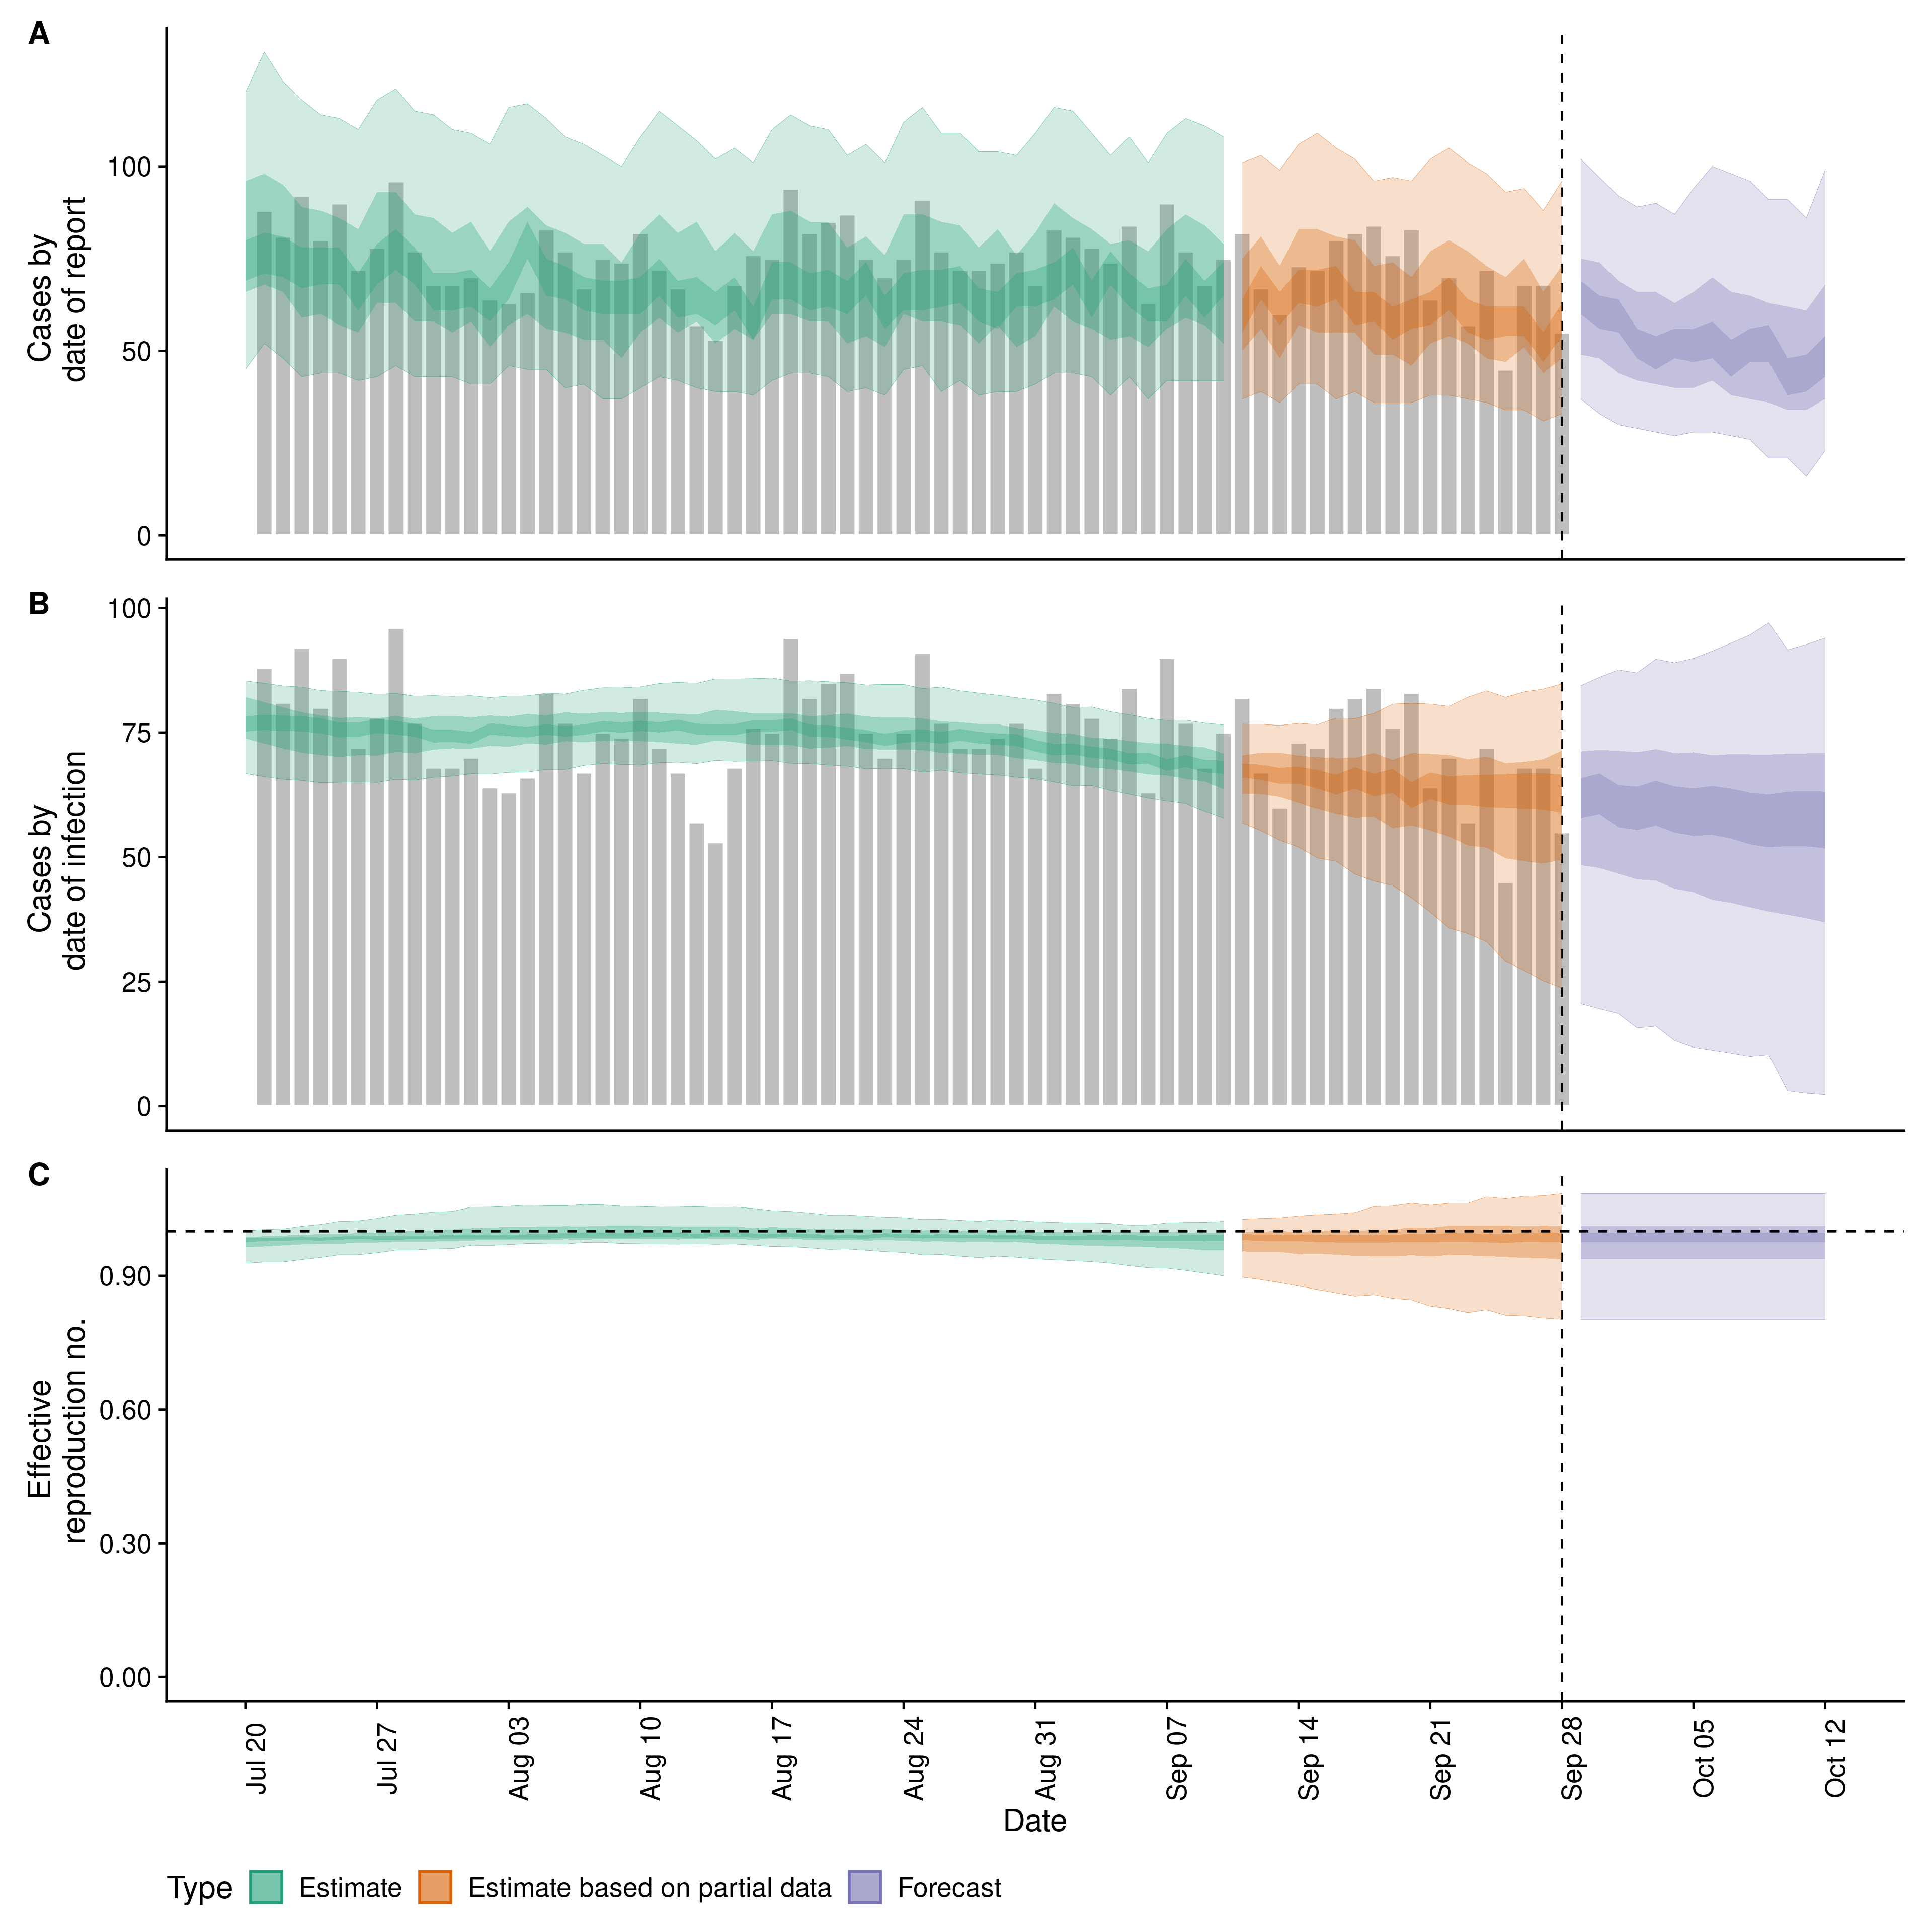 A
Cases by
date of report
100
50
0
B
Cases by
date of infection
100
75
50
25
0
C
Effective
reproduction no.
0.90
0.60
0.30
0.00
Jul 20
Jul 27
Aug 03
Aug 10
Aug 17
Aug 24
Aug 31
Sep 07
Sep 14
Sep 21
Sep 28
Oct 05
Oct 12
Date
Type Estimate Estimate based on partial data Forecast